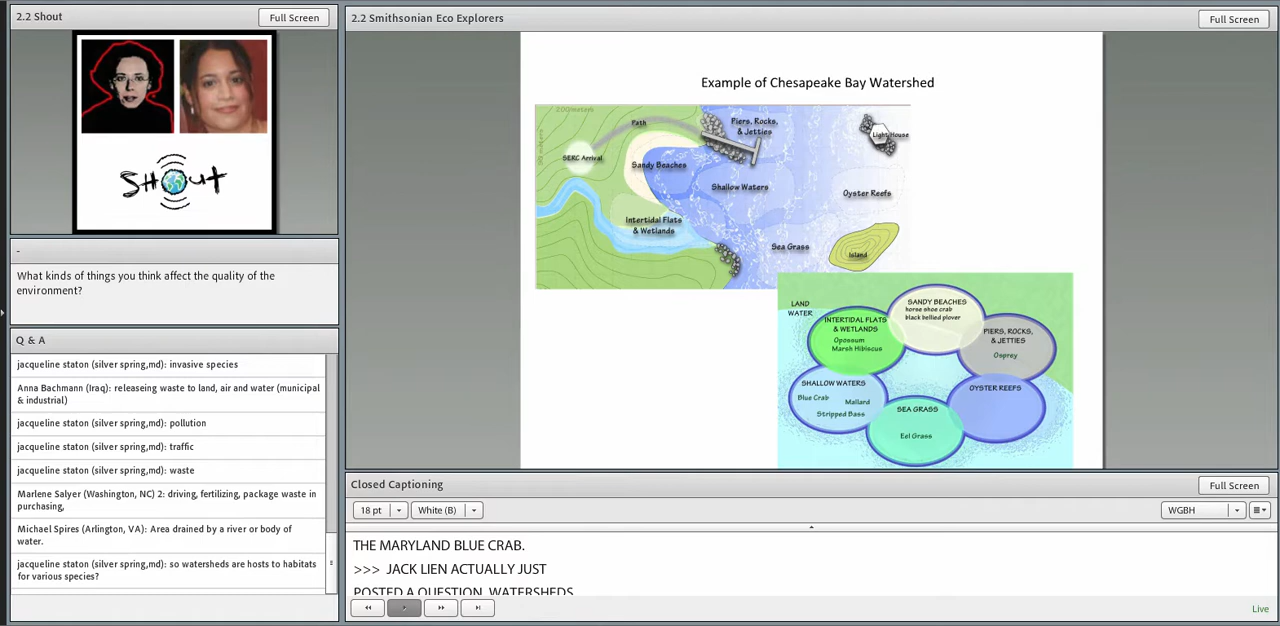 2.2 Shout
Full Screen
SHOUT
-
What kinds of things you think affect the quality of the
environment?
Q & A
jacqueline staton (silver spring,md): invasive species
Anna Bachmann (Iraq): releaseing waste to land, air and water (municipal
& industrial)
jacqueline staton (silver spring,md): pollution
jacqueline staton (silver spring,md): traffic
jacqueline staton (silver spring,md): waste
Marlene Salyer (Washington, NC) 2: driving, fertilizing, package waste in
purchasing,
Michael Spires (Arlington, VA): Area drained by a river or body of
water.
jacqueline staton (silver spring,md): so watersheds are hosts to habitats
for various species?
2.2 Smithsonian Eco Explorers
Full Screen
Example of Chesapeake Bay Watershed
200meters
Path
Piers, Rocks,
& Jetties
Light House
SERC Arrival
Sandy Beaches
Shallow Waters
Oyster Reefs
Intertidal Flats
& Wetlands
Sea Grass
Island
LAND
WATER
SANDY BEACHES
horse shoe crab
black bellied plover
INTERTIDAL FLATS
& WETLANDS
Opossum
Marsh Hibiscus
PIERS, ROCKS,
& JETTIES
Osprey
SHALLOW WATERS
Blue Crab
Mallard
Stripped Bass
OYSTER REEFS
SEA GRASS
Eel Grass
Closed Captioning
Full Screen
18 pt
White (B)
WGBH
THE MARYLAND BLUE CRAB.
>>> JACK LIEN ACTUALLY JUST
POSTED A QUESTION. WATERSHEDS
Live